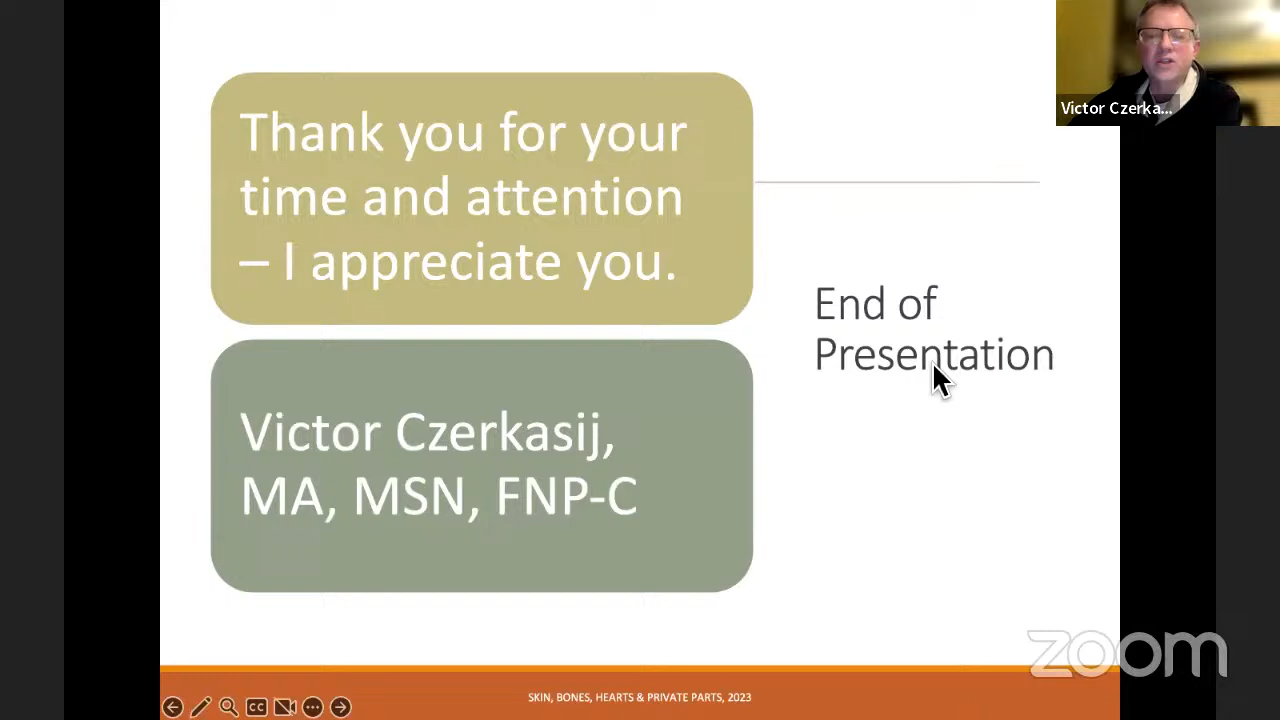 Thank you for your
time and attention
– I appreciate you.
Victor Czerkasij,
MA, MSN, FNP-C
End of
Presentation
Victor Czerka...
SKIN, BONES, HEARTS & PRIVATE PARTS, 2023
CC
zoom